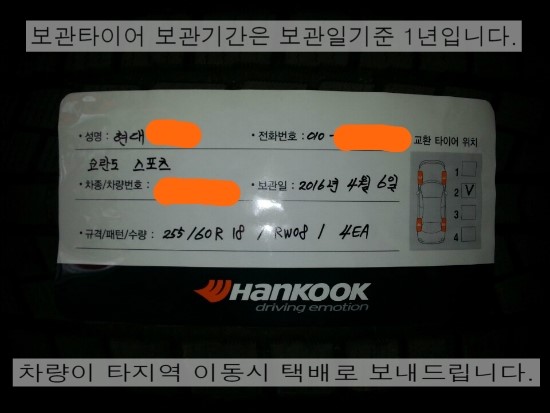 보관타이어 보관기간은 보관일기준 1년입니다.
· 성명 : 현대 · 전화번호 : 010 - 교환 타이어 위치
코란도 스포츠
· 차종/차량번호 : · 보관일 : 2016년 4월 6일
· 규격/패턴/수량 : 255/60R 18 / RW08 / 4EA
1
2 V
3
4
Hankook
driving emotion
차량이 타지역 이동시 택배로 보내드립니다.